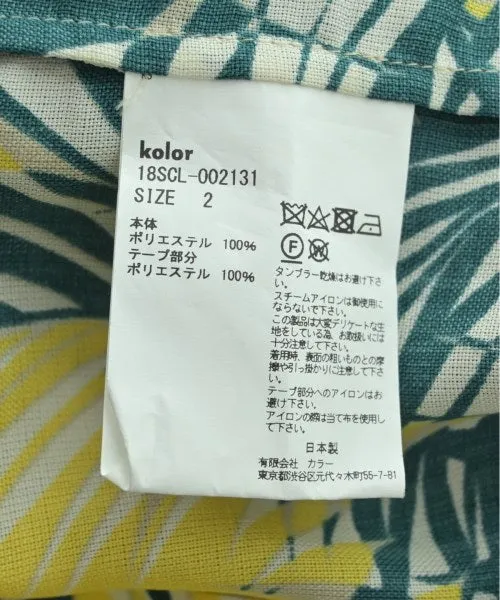 kolor
18SCL-002131
SIZE 2
本体
ポリエステル 100%
テープ部分
ポリエステル 100%
F
W
タンブラー乾燥はお避け下さ
い。
スチームアイロンは御使用に
ならないで下さい。
この製品は大変デリケートな生
地をしている為、お取扱いには
十分注意して下さい。
着用時、表面の粗いものとの摩
擦や引っ掛かりに注意して下さ
い。
テープ部分へのアイロンはお
避け下さい。
アイロンの際は当て布を使用し
て下さい。
日本製
有限会社 カラー
東京都渋谷区元代々木町55-7-B1